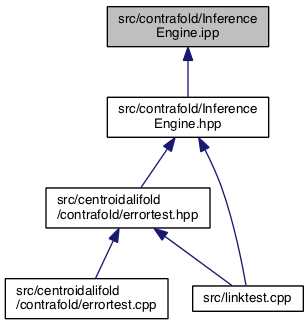 src/contrafold/Inference
Engine.ipp
src/contrafold/Inference
Engine.hpp
src/centroidalifold
/contrafold/errortest.hpp
src/centroidalifold
/contrafold/errortest.cpp
src/linktest.cpp